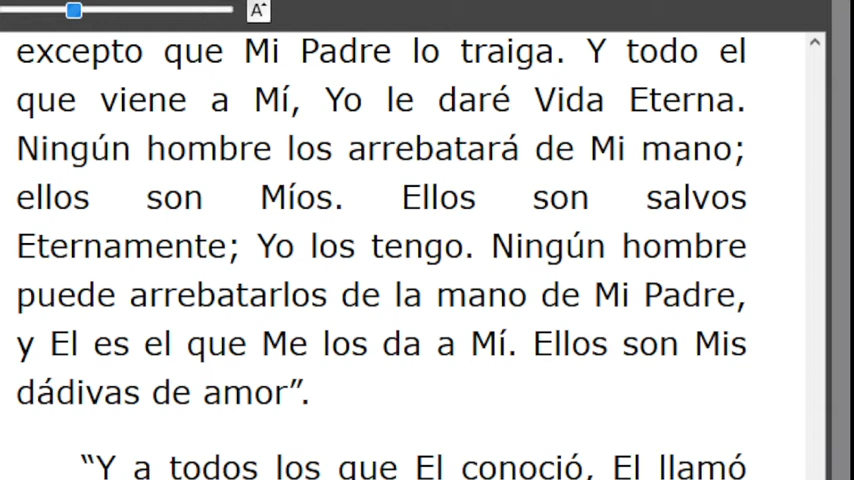 A
excepto que Mi Padre lo traiga. Y todo el
que viene a Mí, Yo le daré Vida Eterna.
Ningún hombre los arrebatará de Mi mano;
ellos son Míos. Ellos son salvos
Eternamente; Yo los tengo. Ningún hombre
puede arrebatarlos de la mano de Mi Padre,
y El es el que Me los da a Mí. Ellos son Mis
dádivas de amor”.
“Y a todos los que El conoció, El llamó